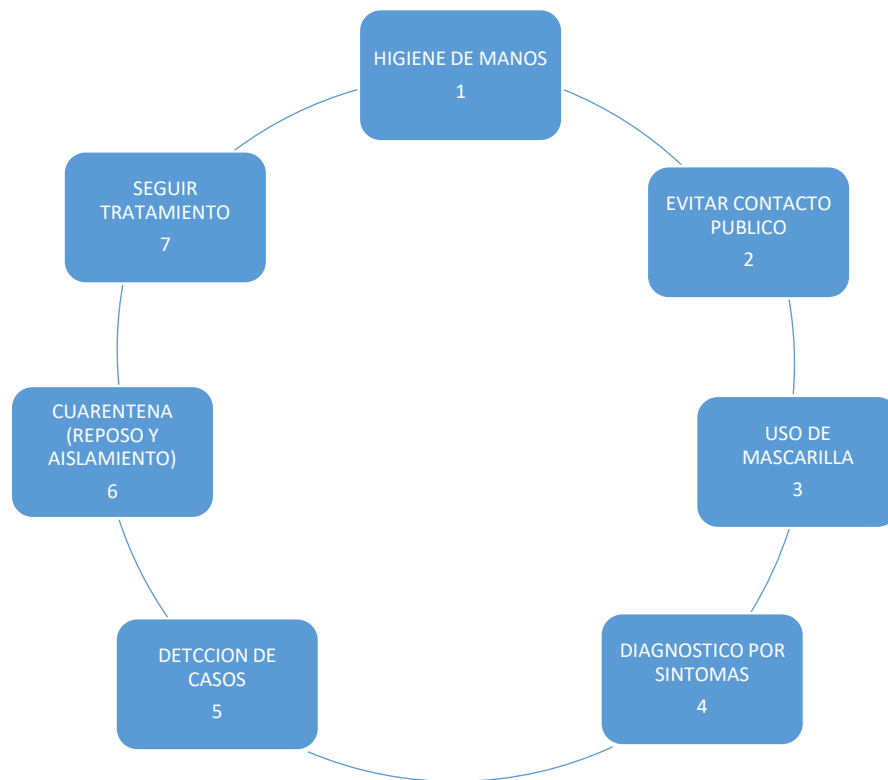 HIGIENE DE MANOS
1
EVITAR CONTACTO
PUBLICO
2
USO DE
MASCARILLA
3
DIAGNOSTICO POR
SINTOMAS
4
DETCCION DE
CASOS
5
CUARENTENA
(REPOSO Y
AISLAMIENTO)
6
SEGUIR
TRATAMIENTO
7